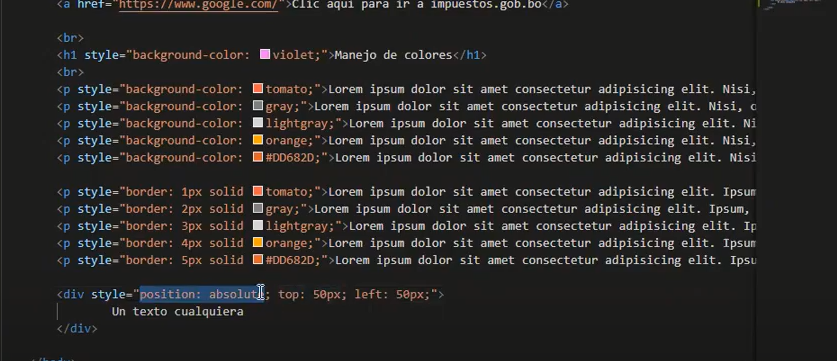 <a href="https://www.google.com/">Clic aqui para ir a impuestos.gob.bo</a>
<br>
<h1 style="background-color: violet;">Manejo de colores</h1>
<br>
<p style="background-color: tomato;">Lorem ipsum dolor sit amet consectetur adipisicing elit. Nisi,
<p style="background-color: gray;">Lorem ipsum dolor sit amet consectetur adipisicing elit. Nisi, c
<p style="background-color: lightgray;">Lorem ipsum dolor sit amet consectetur adipisicing elit. Ni
<p style="background-color: orange;">Lorem ipsum dolor sit amet consectetur adipisicing elit. Nisi
<p style="background-color: #DD682D;">Lorem ipsum dolor sit amet consectetur adipisicing elit. Nisi
<p style="border: 1px solid tomato;">Lorem ipsum dolor sit amet consectetur adipisicing elit. Ipsum
<p style="border: 2px solid gray;">Lorem ipsum dolor sit amet consectetur adipisicing elit. Ipsum,
<p style="border: 3px solid lightgray;">Lorem ipsum dolor sit amet consectetur adipisicing elit. Ip
<p style="border: 4px solid orange;">Lorem ipsum dolor sit amet consectetur adipisicing elit. Ipsum
<p style="border: 5px solid #DD682D;">Lorem ipsum dolor sit amet consectetur adipisicing elit. Ipsu
<div style="position: absolute; top: 50px; left: 50px;">
Un texto cualquiera
</div>